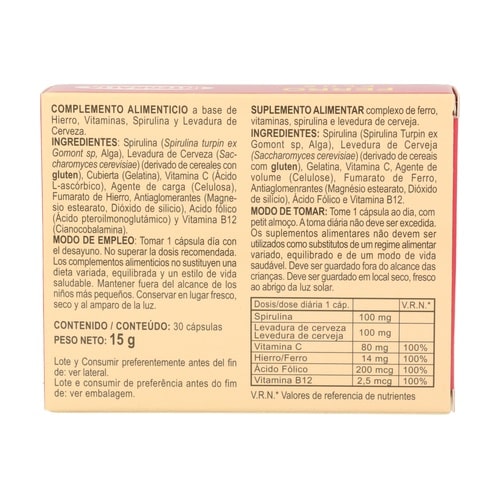 COMPLEMENTO ALIMENTICIO a base de
Hierro, Vitaminas, Spirulina y Levadura de
Cerveza.
INGREDIENTES: Spirulina (Spirulina turpin ex
Gomont sp, Alga), Levadura de Cerveza (Sac-
charomyces cerevisiae) (derivado de cereales con
gluten), Cubierta (Gelatina), Vitamina C (Ácido
L-ascórbico), Agente de carga (Celulosa),
Fumarato de Hierro, Antiaglomerantes (Magne-
sio estearato, Dióxido de silicio), Ácido fólico
(Ácido pteroilmonoglutámico) y Vitamina B12
(Cianocobalamina).
MODO DE EMPLEO: Tomar 1 cápsula día con
el desayuno. No superar la dosis recomendada.
Los complementos alimenticios no sustituyen una
dieta variada, equilibrada y un estilo de vida
saludable. Mantener fuera del alcance de los
niños más pequeños. Conservar en lugar fresco,
seco y al amparo de la luz.
CONTENIDO / CONTEÚDO: 30 cápsulas
PESO NETO: 15 g
Lote y Consumir preferentemente antes del fin
de: ver lateral.
Lote e consumir de preferência antes do fim
de: ver embalagem.
SUPLEMENTO ALIMENTAR complexo de ferro,
vitaminas, spirulina e levedura de cerveja.
INGREDIENTES: Spirulina (Spirulina Turpin ex
Gomont sp, Alga), Levedura de Cerveja
(Saccharomyces cerevisiae) (derivado de cereais
com gluten), Gelatina, Vitamina C, Agente de
volume (Celulose), Fumarato de Ferro,
Antiaglomenrantes (Magnésio estearato, Dióxido
de silício), Ácido Fólico e Vitamina B12.
MODO DE TOMAR: Tome 1 cápsula ao dia, com
petit almoço. A toma diária não deve ser excedida.
Os suplementos alimentares não devem ser
utilizados como substitutos de um regime alimentar
variado, equilibrado e de um modo de vida
saudável. Deve ser guardado fora do alcance das
crianças. Deve ser guardado em local seco, fresco
ao abrigo da luz solar.
Dosis/dose diária 1 cáp. V.R.N.*
Spirulina 100 mg
Levadura de cerveza
Levedura de cerveja 100 mg
Vitamina C 80 mg 100%
Hierro/Ferro 14 mg 100%
Ácido Fólico 200 mcg 100%
Vitamina B12 2,5 mcg 100%
V.R.N.* Valores de referencia de nutrientes